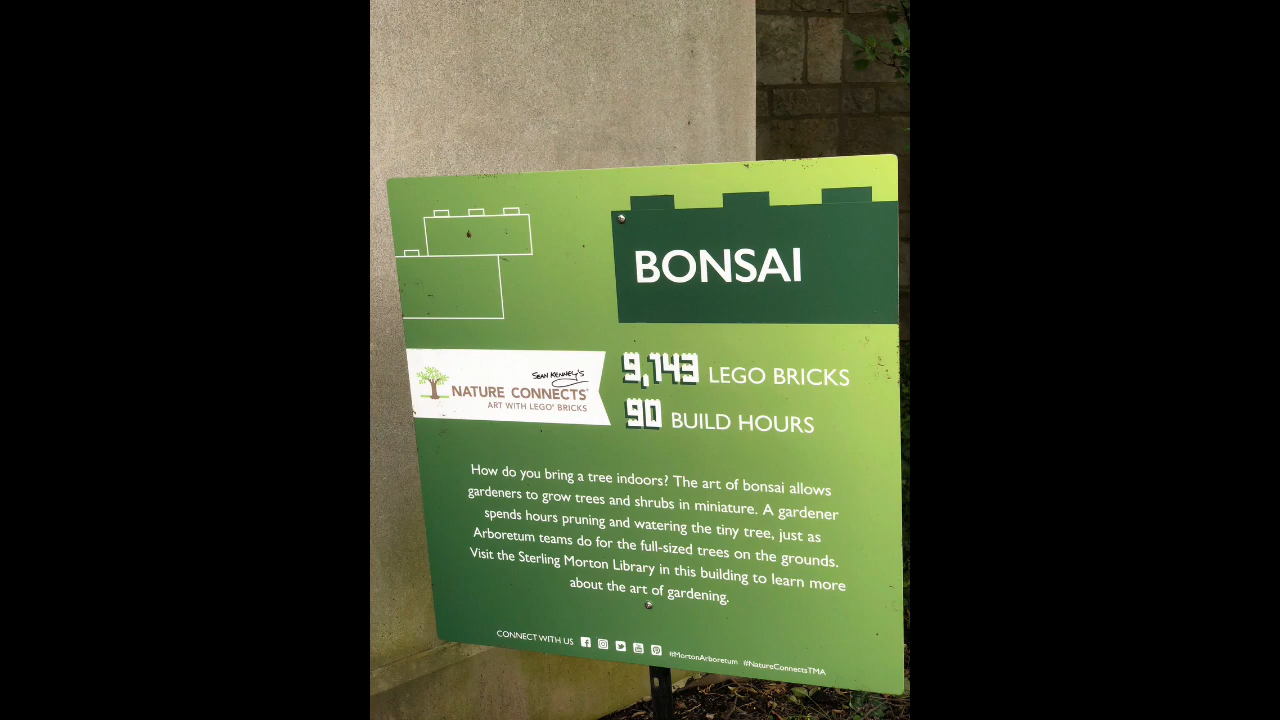 BONSAI
SEAN KENNEY'S
NATURE CONNECTS®
ART WITH LEGO® BRICKS
9,143 LEGO BRICKS
90 BUILD HOURS
How do you bring a tree indoors? The art of bonsai allows
gardeners to grow trees and shrubs in miniature. A gardener
spends hours pruning and watering the tiny tree, just as
Arboretum teams do for the full-sized trees on the grounds.
Visit the Sterling Morton Library in this building to learn more
about the art of gardening.
CONNECT WITH US #MortonArboretum #NatureConnectsTMA